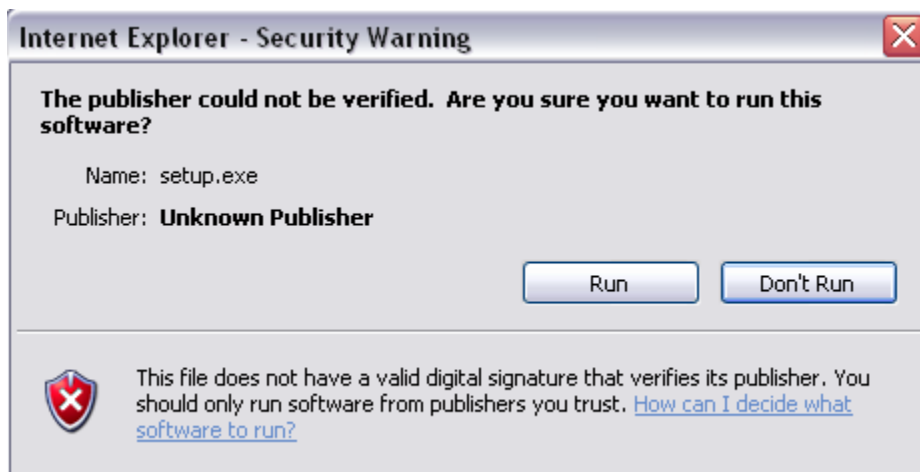 Internet Explorer - Security Warning
The publisher could not be verified.  Are you sure you want to run this
software?
Name: setup.exe
Publisher: Unknown Publisher
Run
Don't Run
This file does not have a valid digital signature that verifies its publisher. You
should only run software from publishers you trust. How can I decide what
software to run?